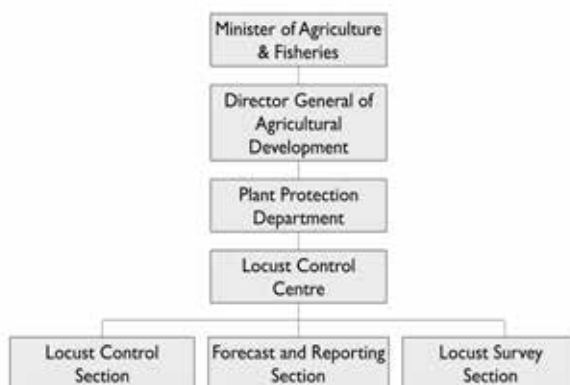 Minister of Agriculture
& Fisheries
Director General of
Agricultural
Development
Plant Protection
Department
Locust Control
Centre
Locust Control
Section
Forecast and Reporting
Section
Locust Survey
Section